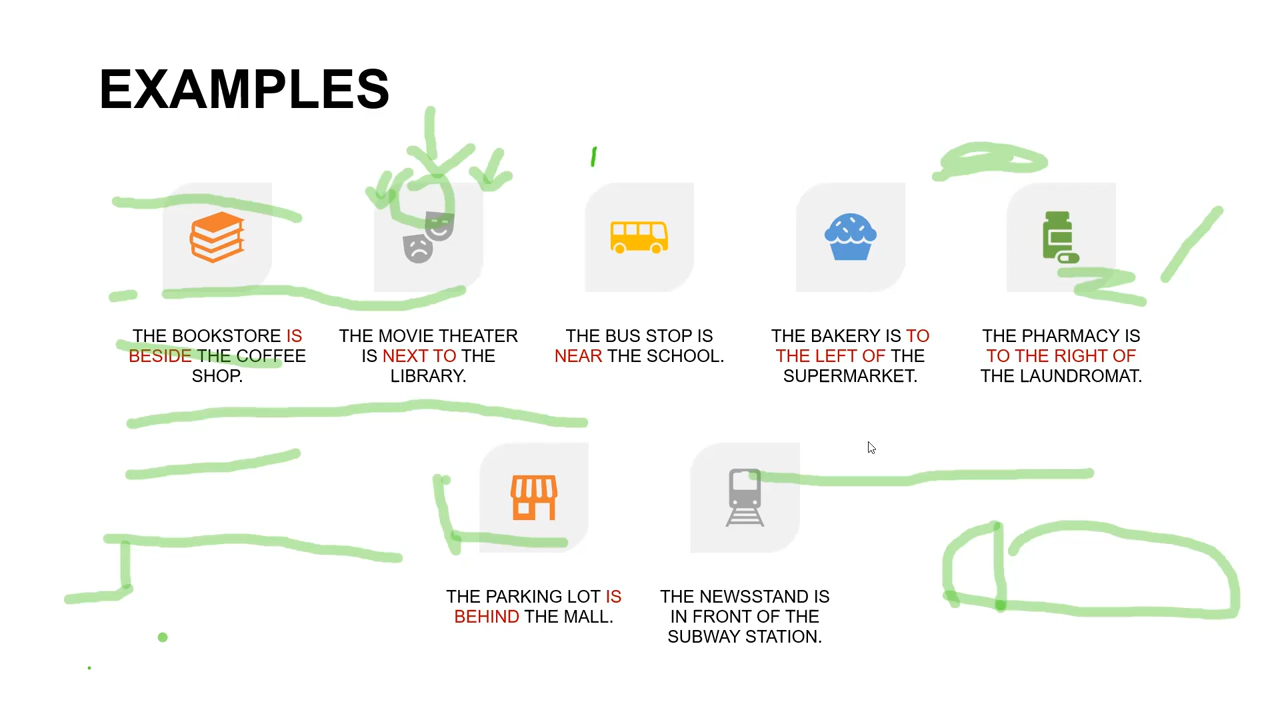 EXAMPLES
THE BOOKSTORE IS
BESIDE THE COFFEE
SHOP.
THE MOVIE THEATER
IS NEXT TO THE
LIBRARY.
THE BUS STOP IS
NEAR THE SCHOOL.
THE BAKERY IS TO
THE LEFT OF THE
SUPERMARKET.
THE PHARMACY IS
TO THE RIGHT OF
THE LAUNDROMAT.
THE PARKING LOT IS
BEHIND THE MALL.
THE NEWSSTAND IS
IN FRONT OF THE
SUBWAY STATION.